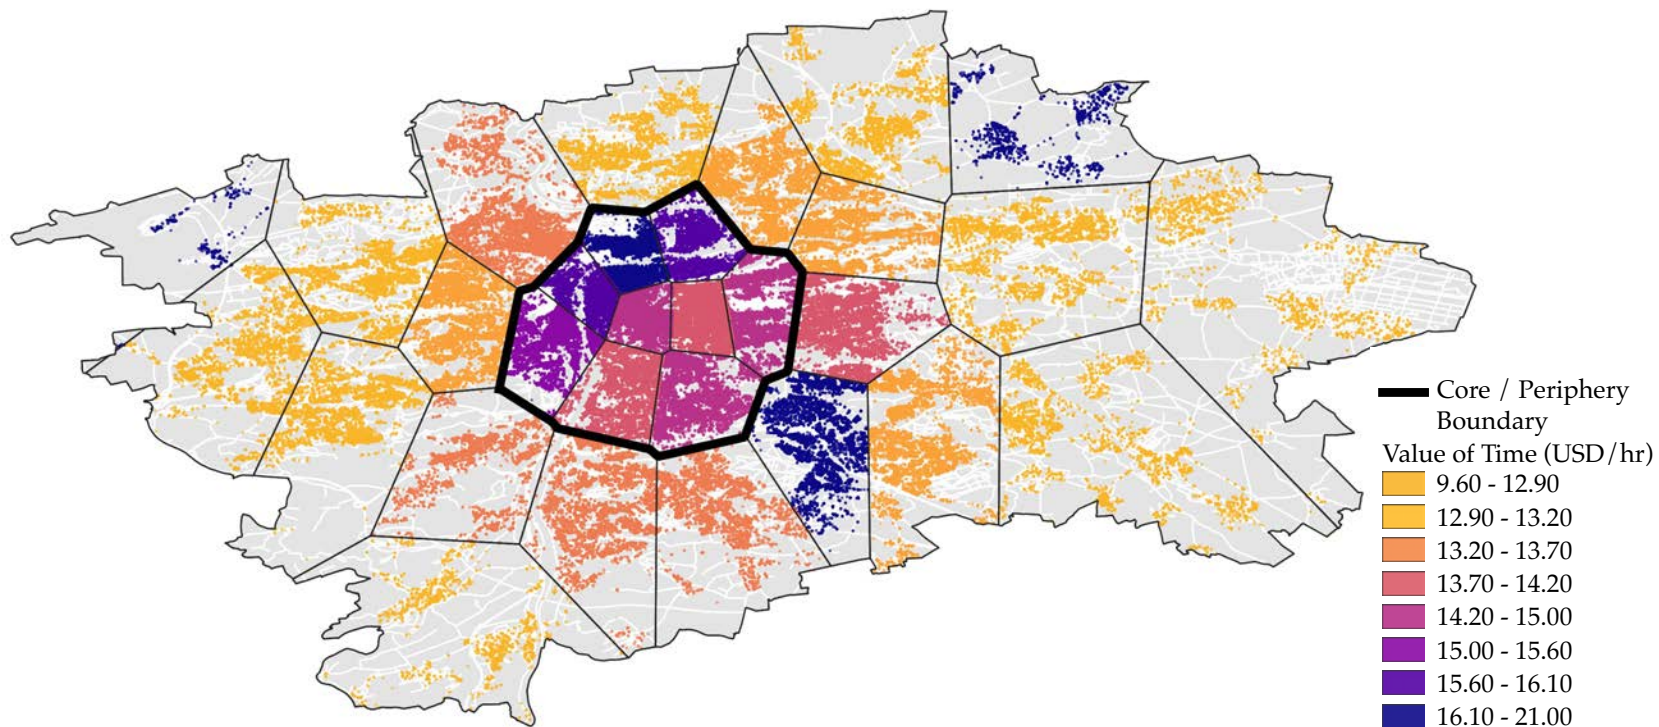 Core / Periphery
Boundary
Value of Time (USD/hr)
9.60 - 12.90
12.90 - 13.20
13.20 - 13.70
13.70 - 14.20
14.20 - 15.00
15.00 - 15.60
15.60 - 16.10
16.10 - 21.00